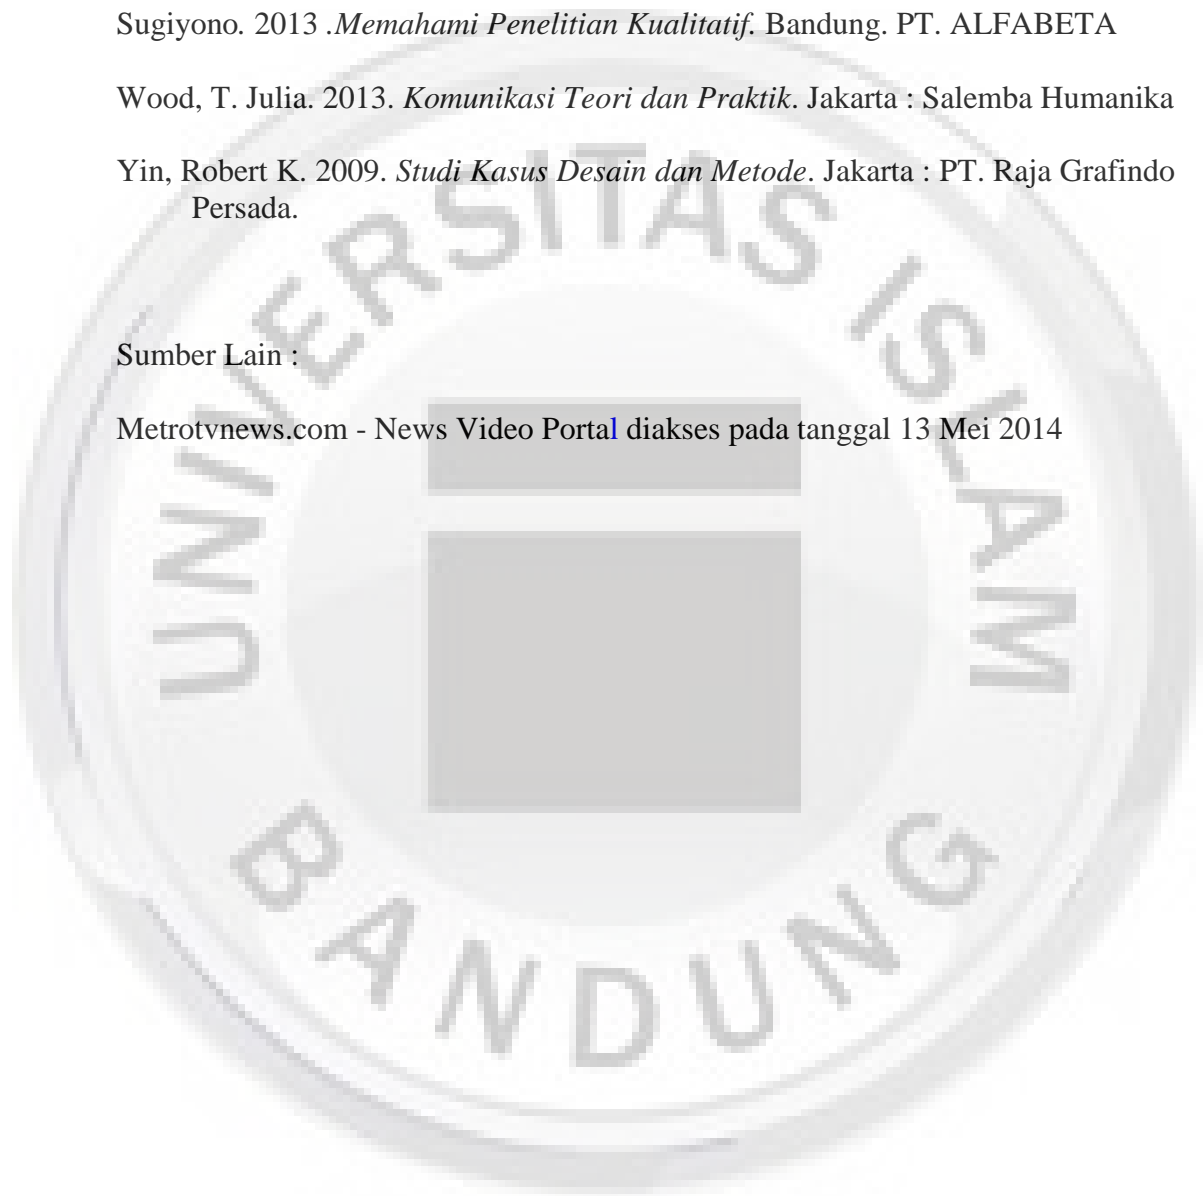 Sugiyono. 2013 .Memahami Penelitian Kualitatif. Bandung. PT. ALFABETA
Wood, T. Julia. 2013. Komunikasi Teori dan Praktik. Jakarta : Salemba Humanika
Yin, Robert K. 2009. Studi Kasus Desain dan Metode. Jakarta : PT. Raja Grafindo
Persada.
Sumber Lain :
Metrotvnews.com - News Video Portal diakses pada tanggal 13 Mei 2014
UNIVERSITAS ISLAM
BANDUNG